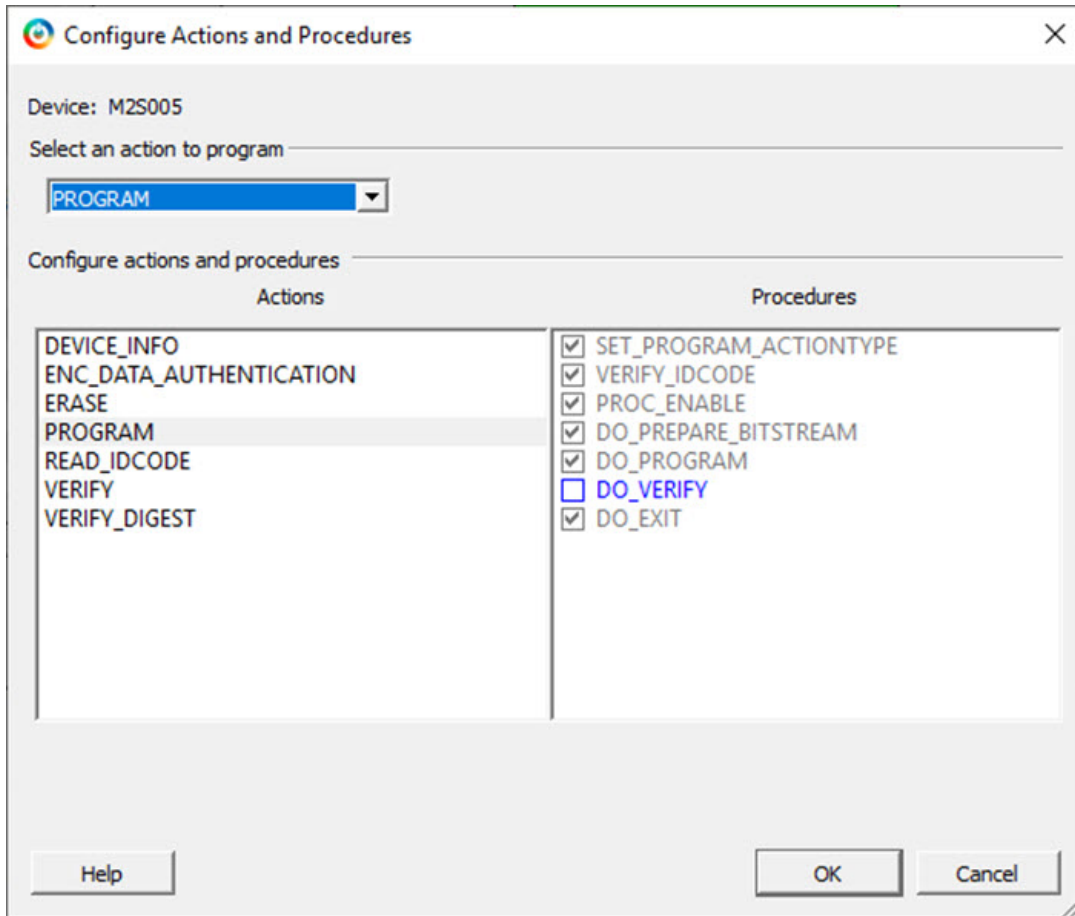 Configure Actions and Procedures
Device: M2S005
Select an action to program
PROGRAM
Configure actions and procedures
Actions
Procedures
DEVICE_INFO
ENC_DATA_AUTHENTICATION
ERASE
PROGRAM
READ_IDCODE
VERIFY
VERIFY_DIGEST
SET_PROGRAM_ACTIONTYPE
VERIFY_IDCODE
PROC_ENABLE
DO_PREPARE_BITSTREAM
DO_PROGRAM
DO_VERIFY
DO_EXIT
Help
OK
Cancel